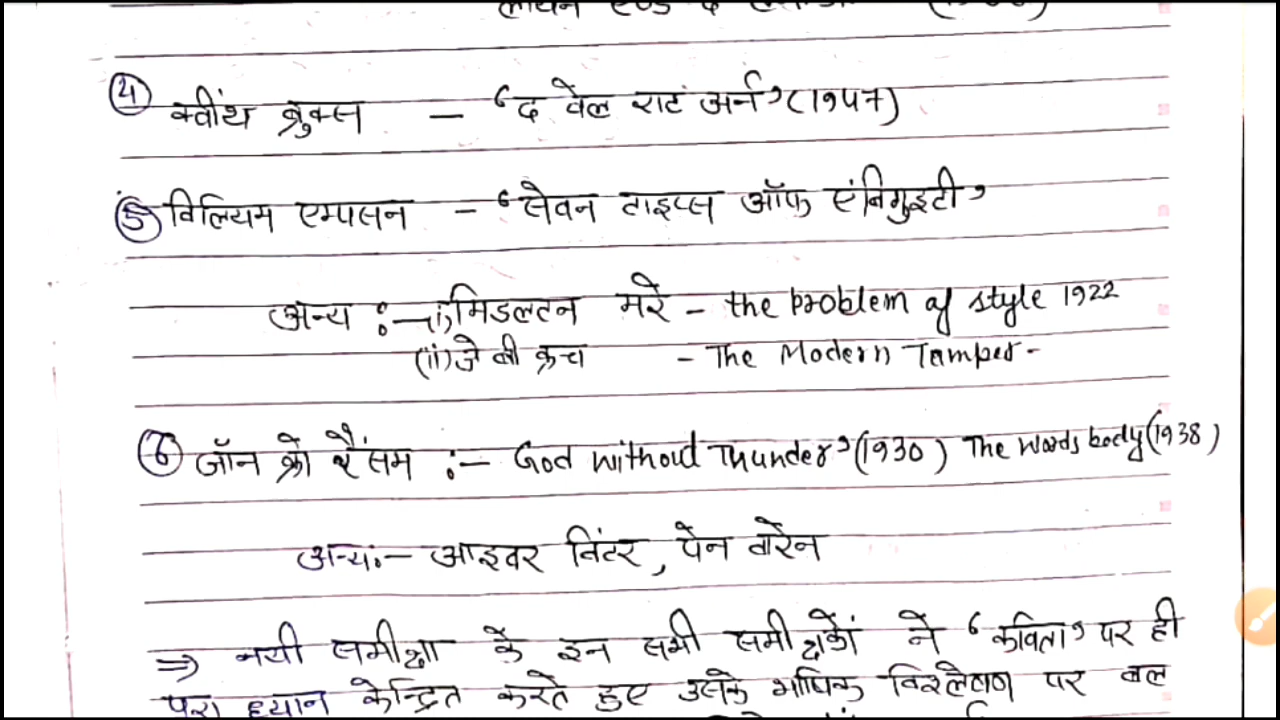 ④ क्वींथ ब्रुक्स – ‘द वेल राटं अर्न’ (1947)
⑤ विलियम एम्पसन – ‘सेवन टाइप्स ऑफ एंबिगुइटी’
अन्य :– (i) मिडलटन मरे – the problem of style 1922
(ii) जे बी क्रुच – The Modern Tamper –
⑥ जॉन क्रो रैंसम :– God without Thunder’ (1930) The words body (1938)
अन्यः– आइवर विंटर, पेन वारेन
⇒ नयी समीक्षा के इन सभी समीक्षकों ने ‘कविता’ पर ही
पूरा ध्यान केन्द्रित करते हुए उसके भाषिक विश्लेषण पर बल